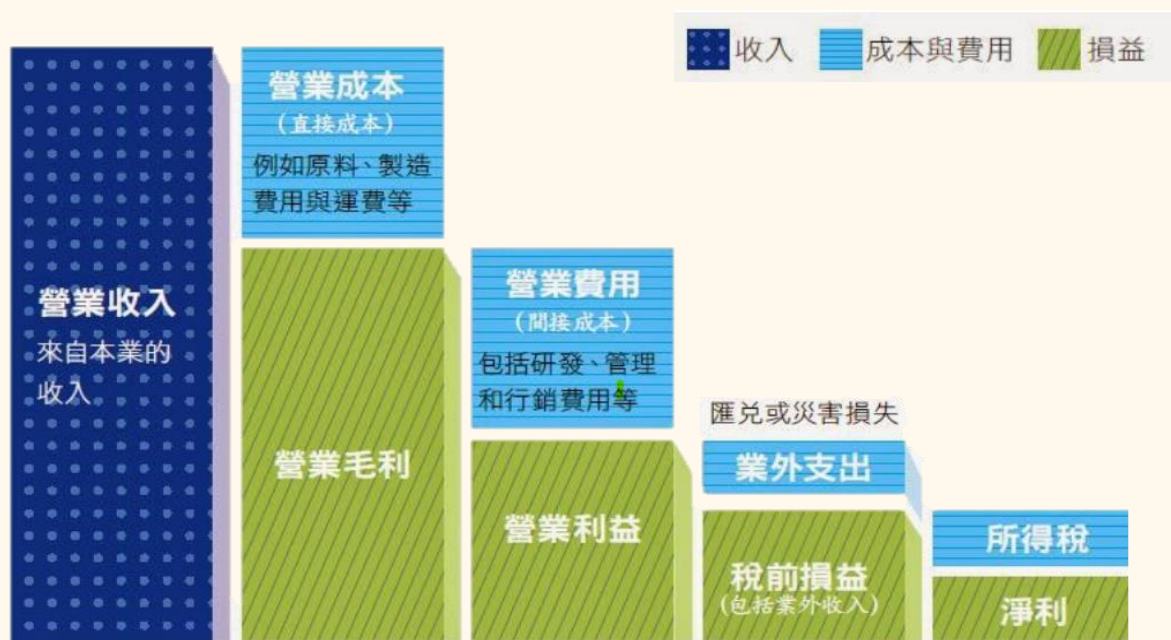 收入
成本與費用
損益
營業收入
來自本業的
收入
營業成本
(直接成本)
例如原料、製造
費用與運費等
營業毛利
營業費用
(間接成本)
包括研發、管理
和行銷費用等
營業利益
匯兌或災害損失
業外支出
稅前損益
(包括業外收入)
所得稅
淨利